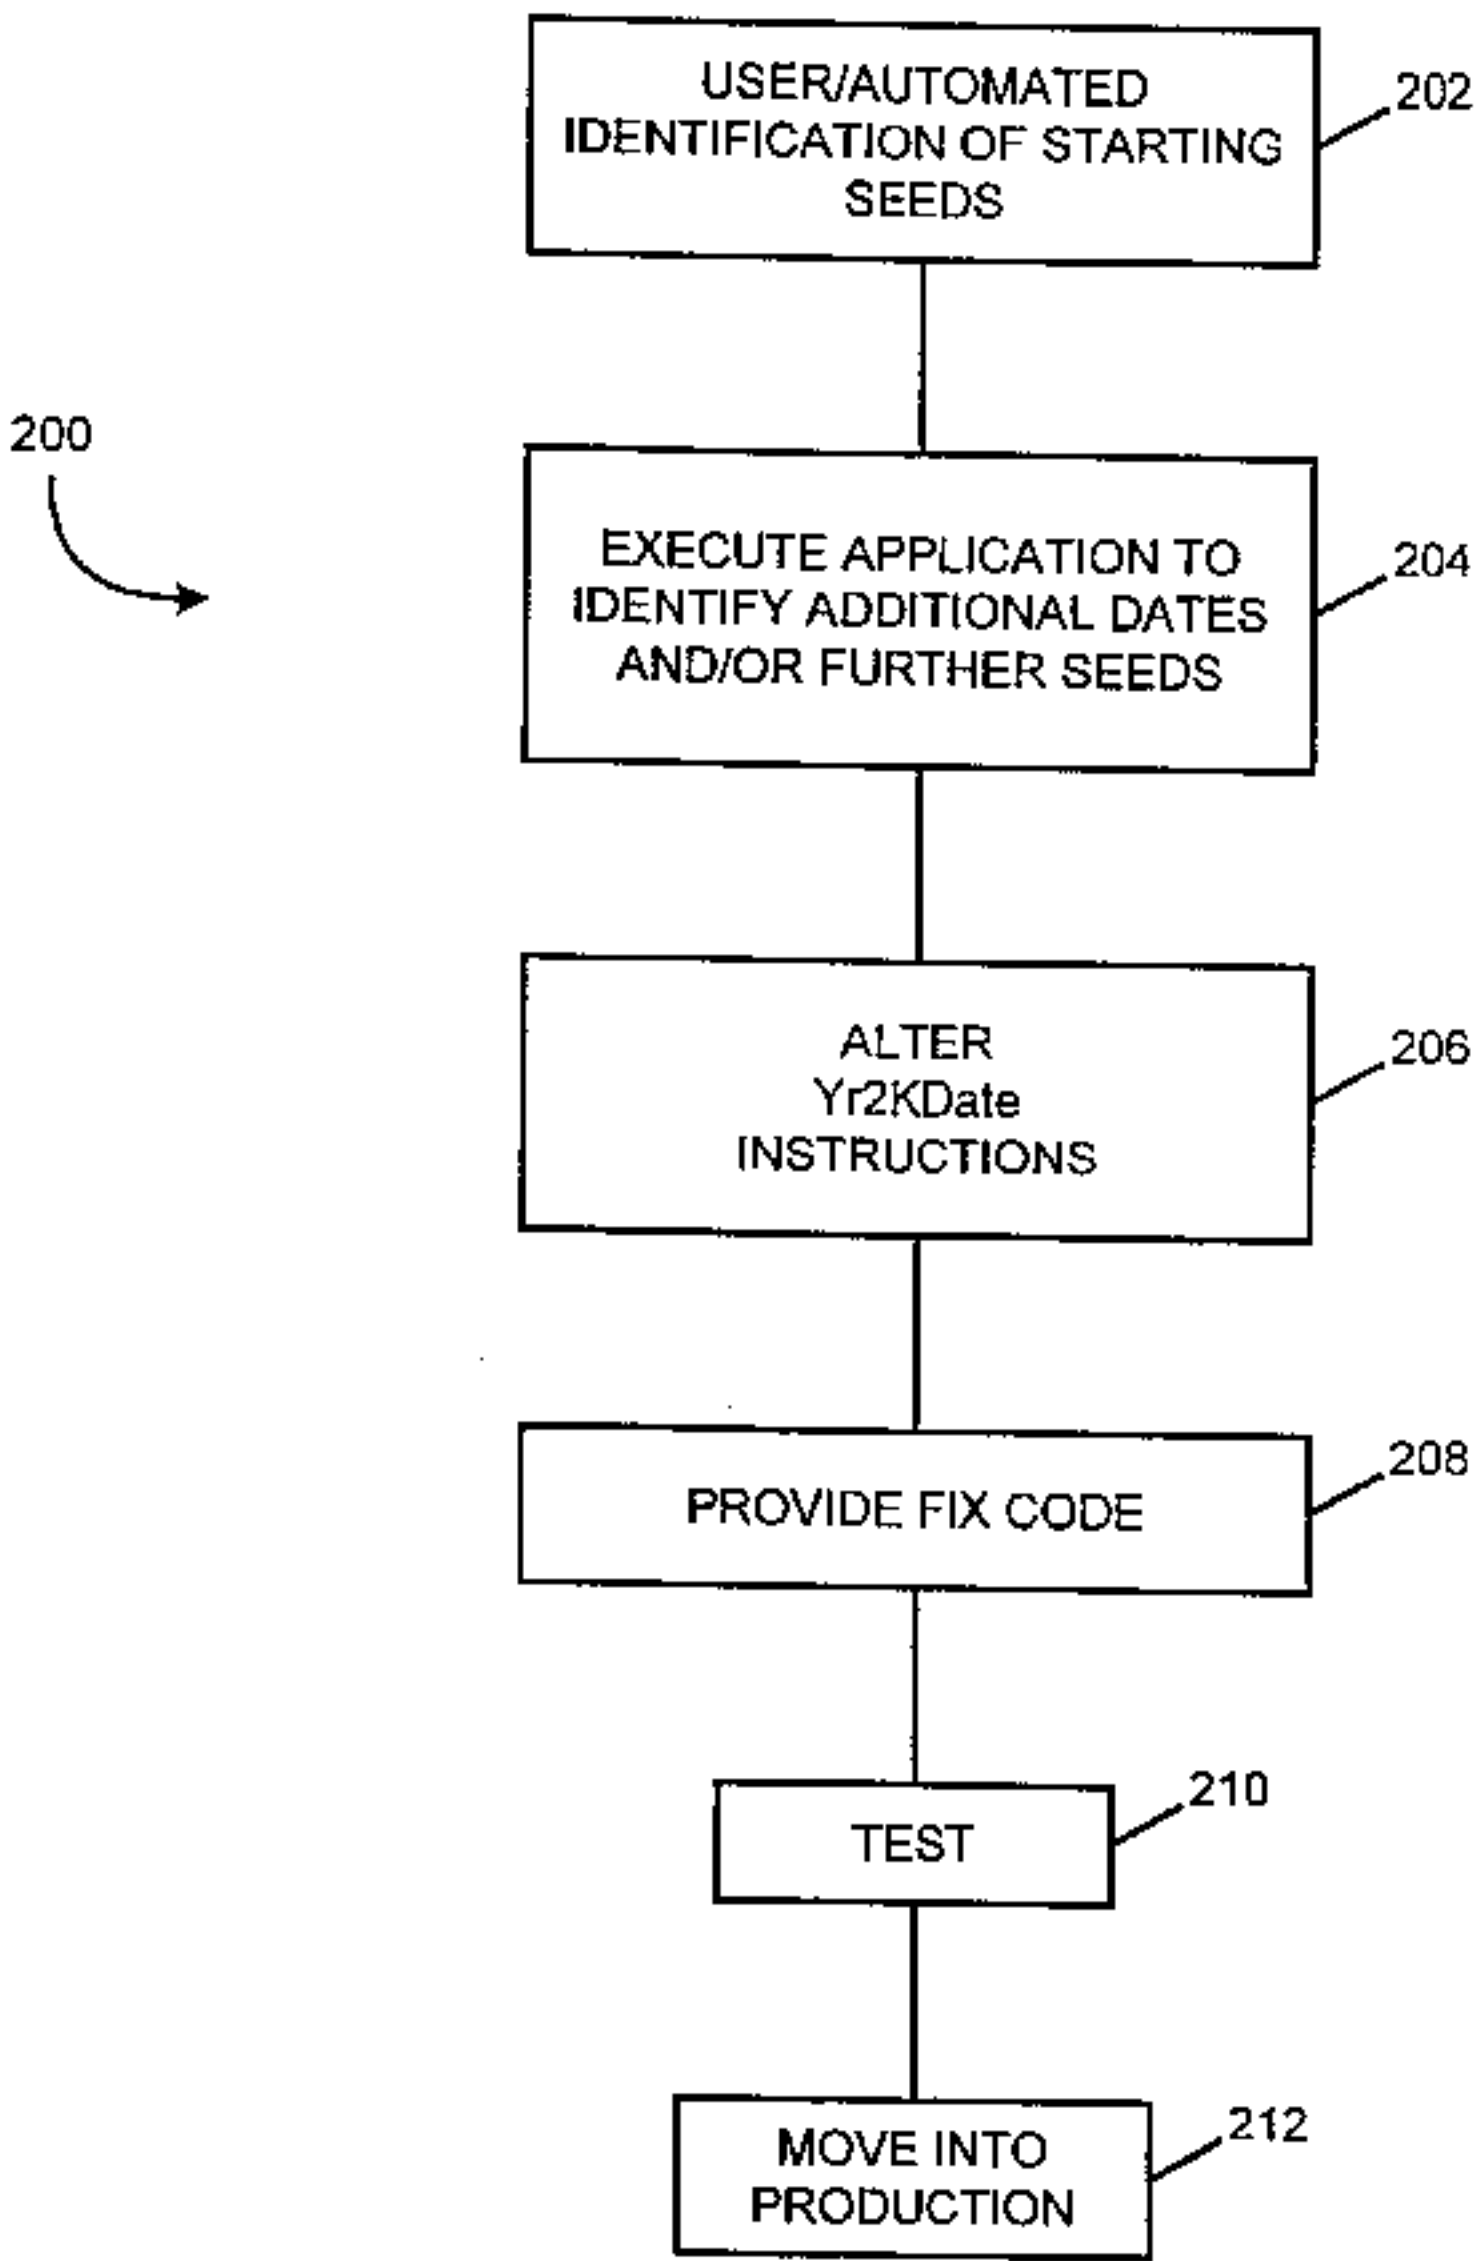 USER/AUTOMATED
IDENTIFICATION OF STARTING
SEEDS
202
200
EXECUTE APPLICATION TO
IDENTIFY ADDITIONAL DATES
AND/OR FURTHER SEEDS
204
ALTER
Yr2KDate
INSTRUCTIONS
206
PROVIDE FIX CODE
208
TEST
210
MOVE INTO
PRODUCTION
212